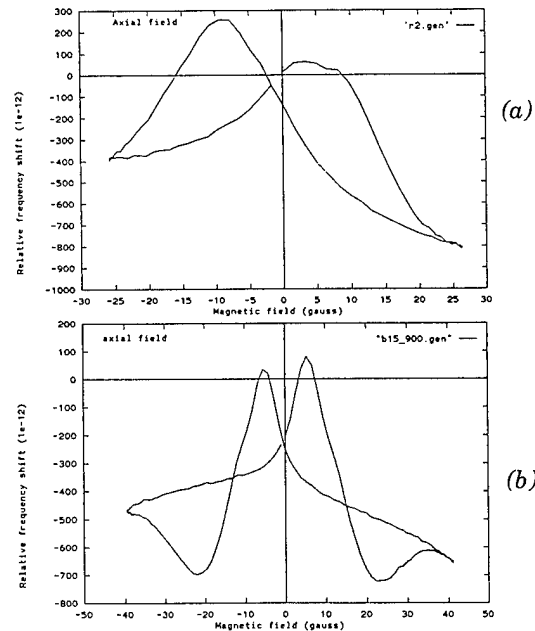 300
Axial field
'r2.gen'
200
100
0
-100
-200
-300
-400
-500
-600
-700
-800
-900
-1000
Relative frequency shift (1e-12)
-30 -25 -20 -15 -10 -5 0 5 10 15 20 25 30
Magnetic field (gauss)
(a)
200
axial field
"b15_900.gen"
100
0
-100
-200
-300
-400
-500
-600
-700
-800
Relative frequency shift (1e-12)
-50 -40 -30 -20 -10 0 10 20 30 40 50
Magnetic field (gauss)
(b)